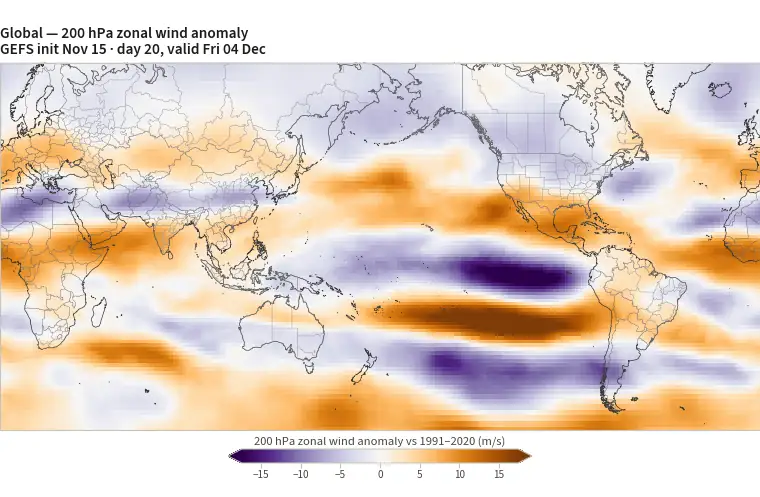 Global — 200 hPa zonal wind anomaly
GEFS init Nov 15 · day 20, valid Fri 04 Dec
200 hPa zonal wind anomaly vs 1991–2020 (m/s)
−15 −10 −5 0 5 10 15